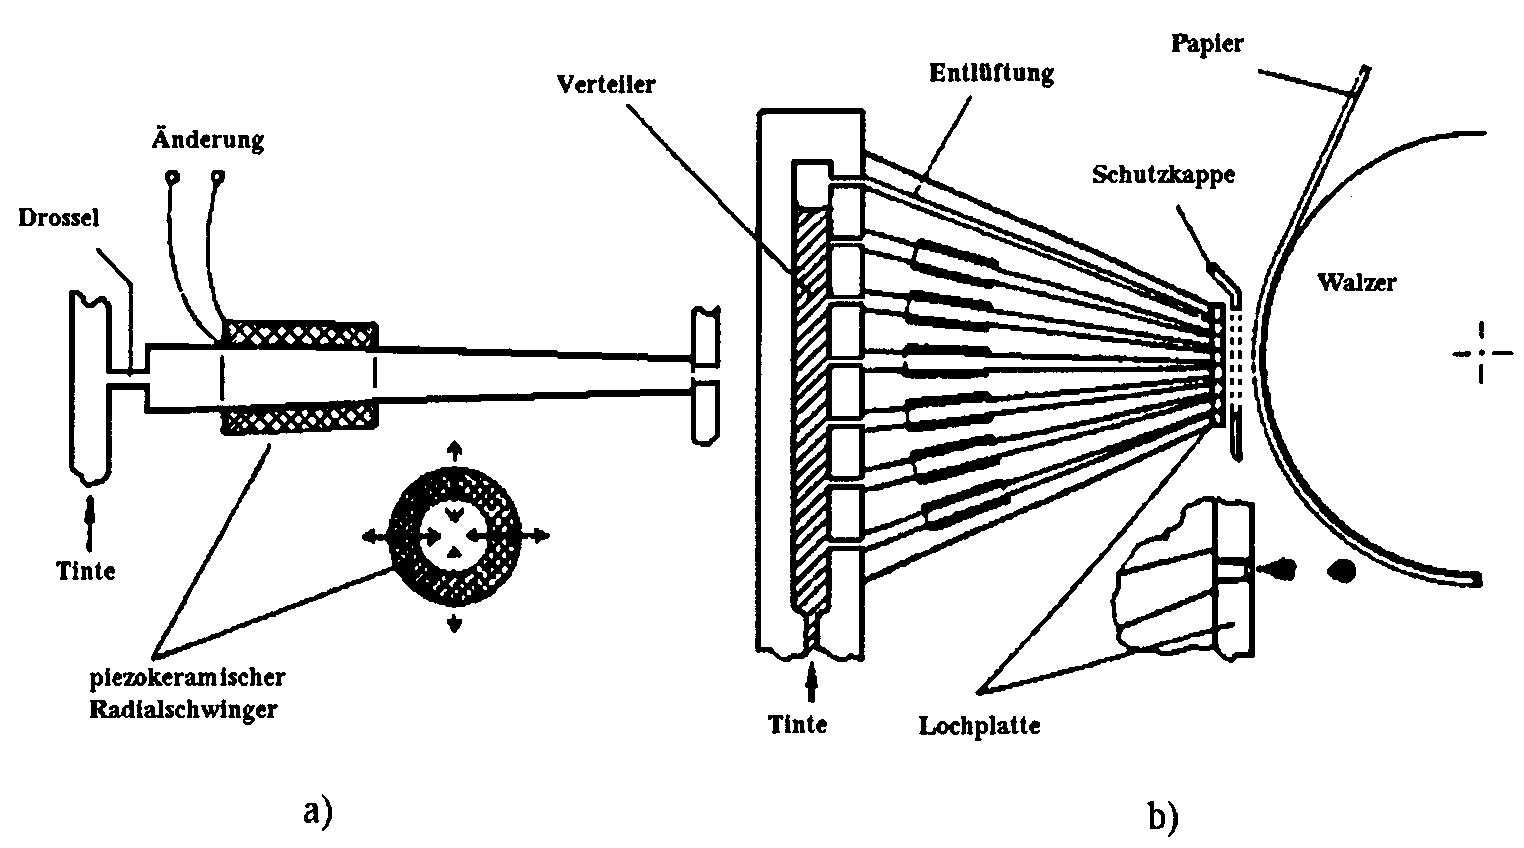 Papier
Verteiler
Entlüftung
Änderung
Schutzkappe
Drossel
Walzer
Tinte
piezokeramischer
Radialschwinger
Tinte
Lochplatte
a)
b)